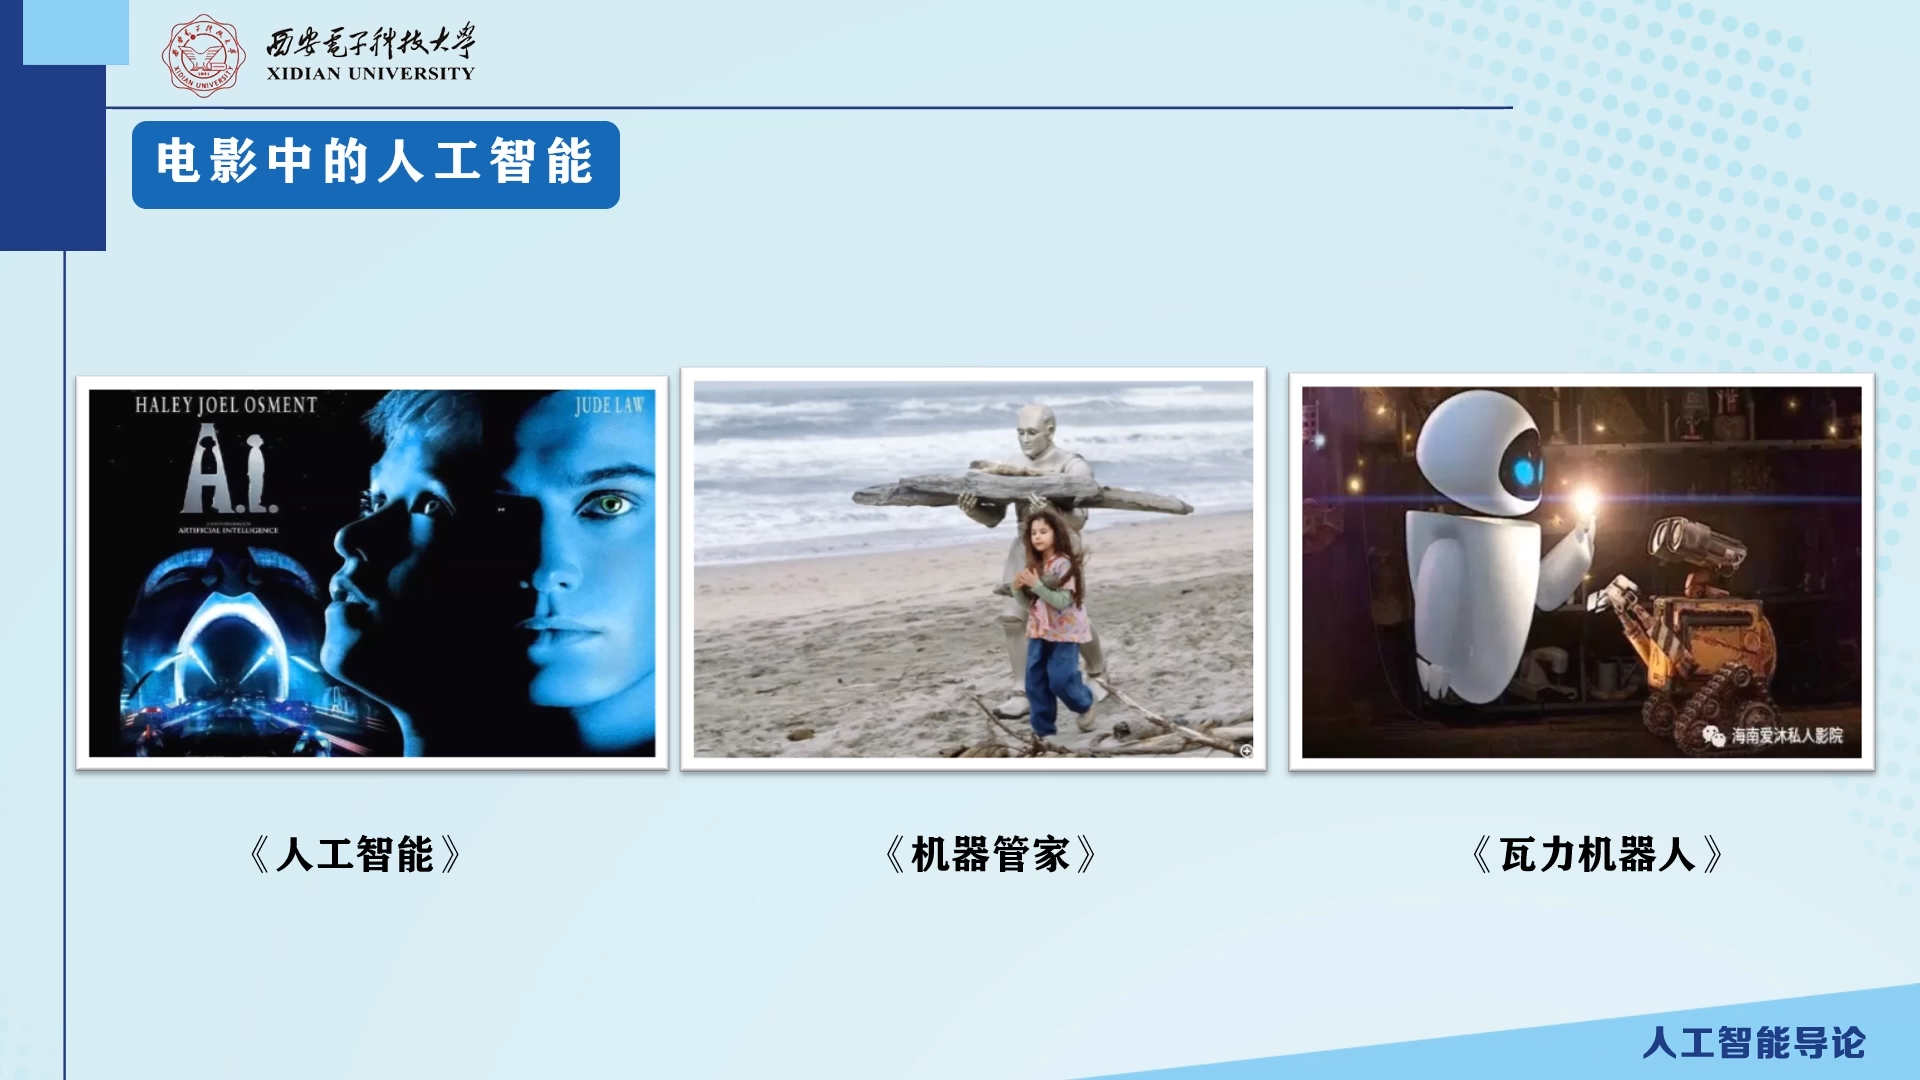 西安电子科技大学
XIDIAN UNIVERSITY
电影中的人工智能
HALEY JOEL OSMENT
JUDE LAW
A.I.
ARTIFICIAL INTELLIGENCE
海南爱沐私人影院
《人工智能》
《机器管家》
《瓦力机器人》
人工智能导论